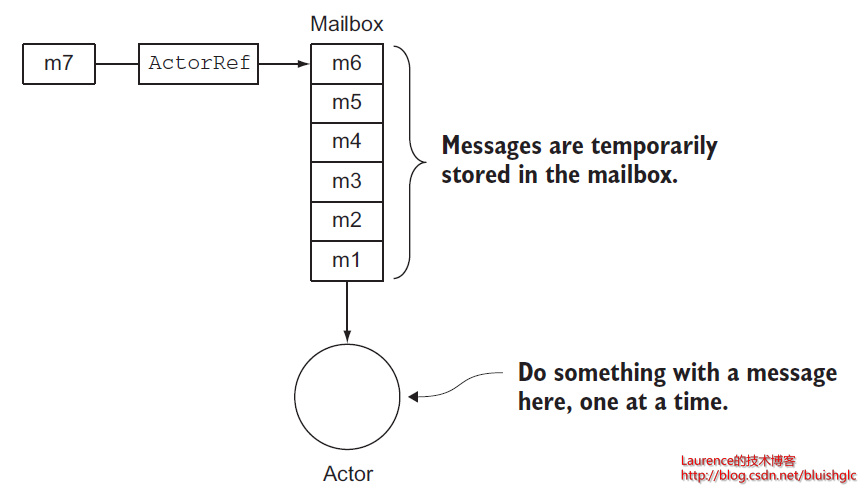 Mailbox
m7
ActorRef
m6
m5
m4
m3
m2
m1
Messages are temporarily
stored in the mailbox.
Do something with a message
here, one at a time.
Actor
Laurence的技术博客
http://blog.csdn.net/bluishglc